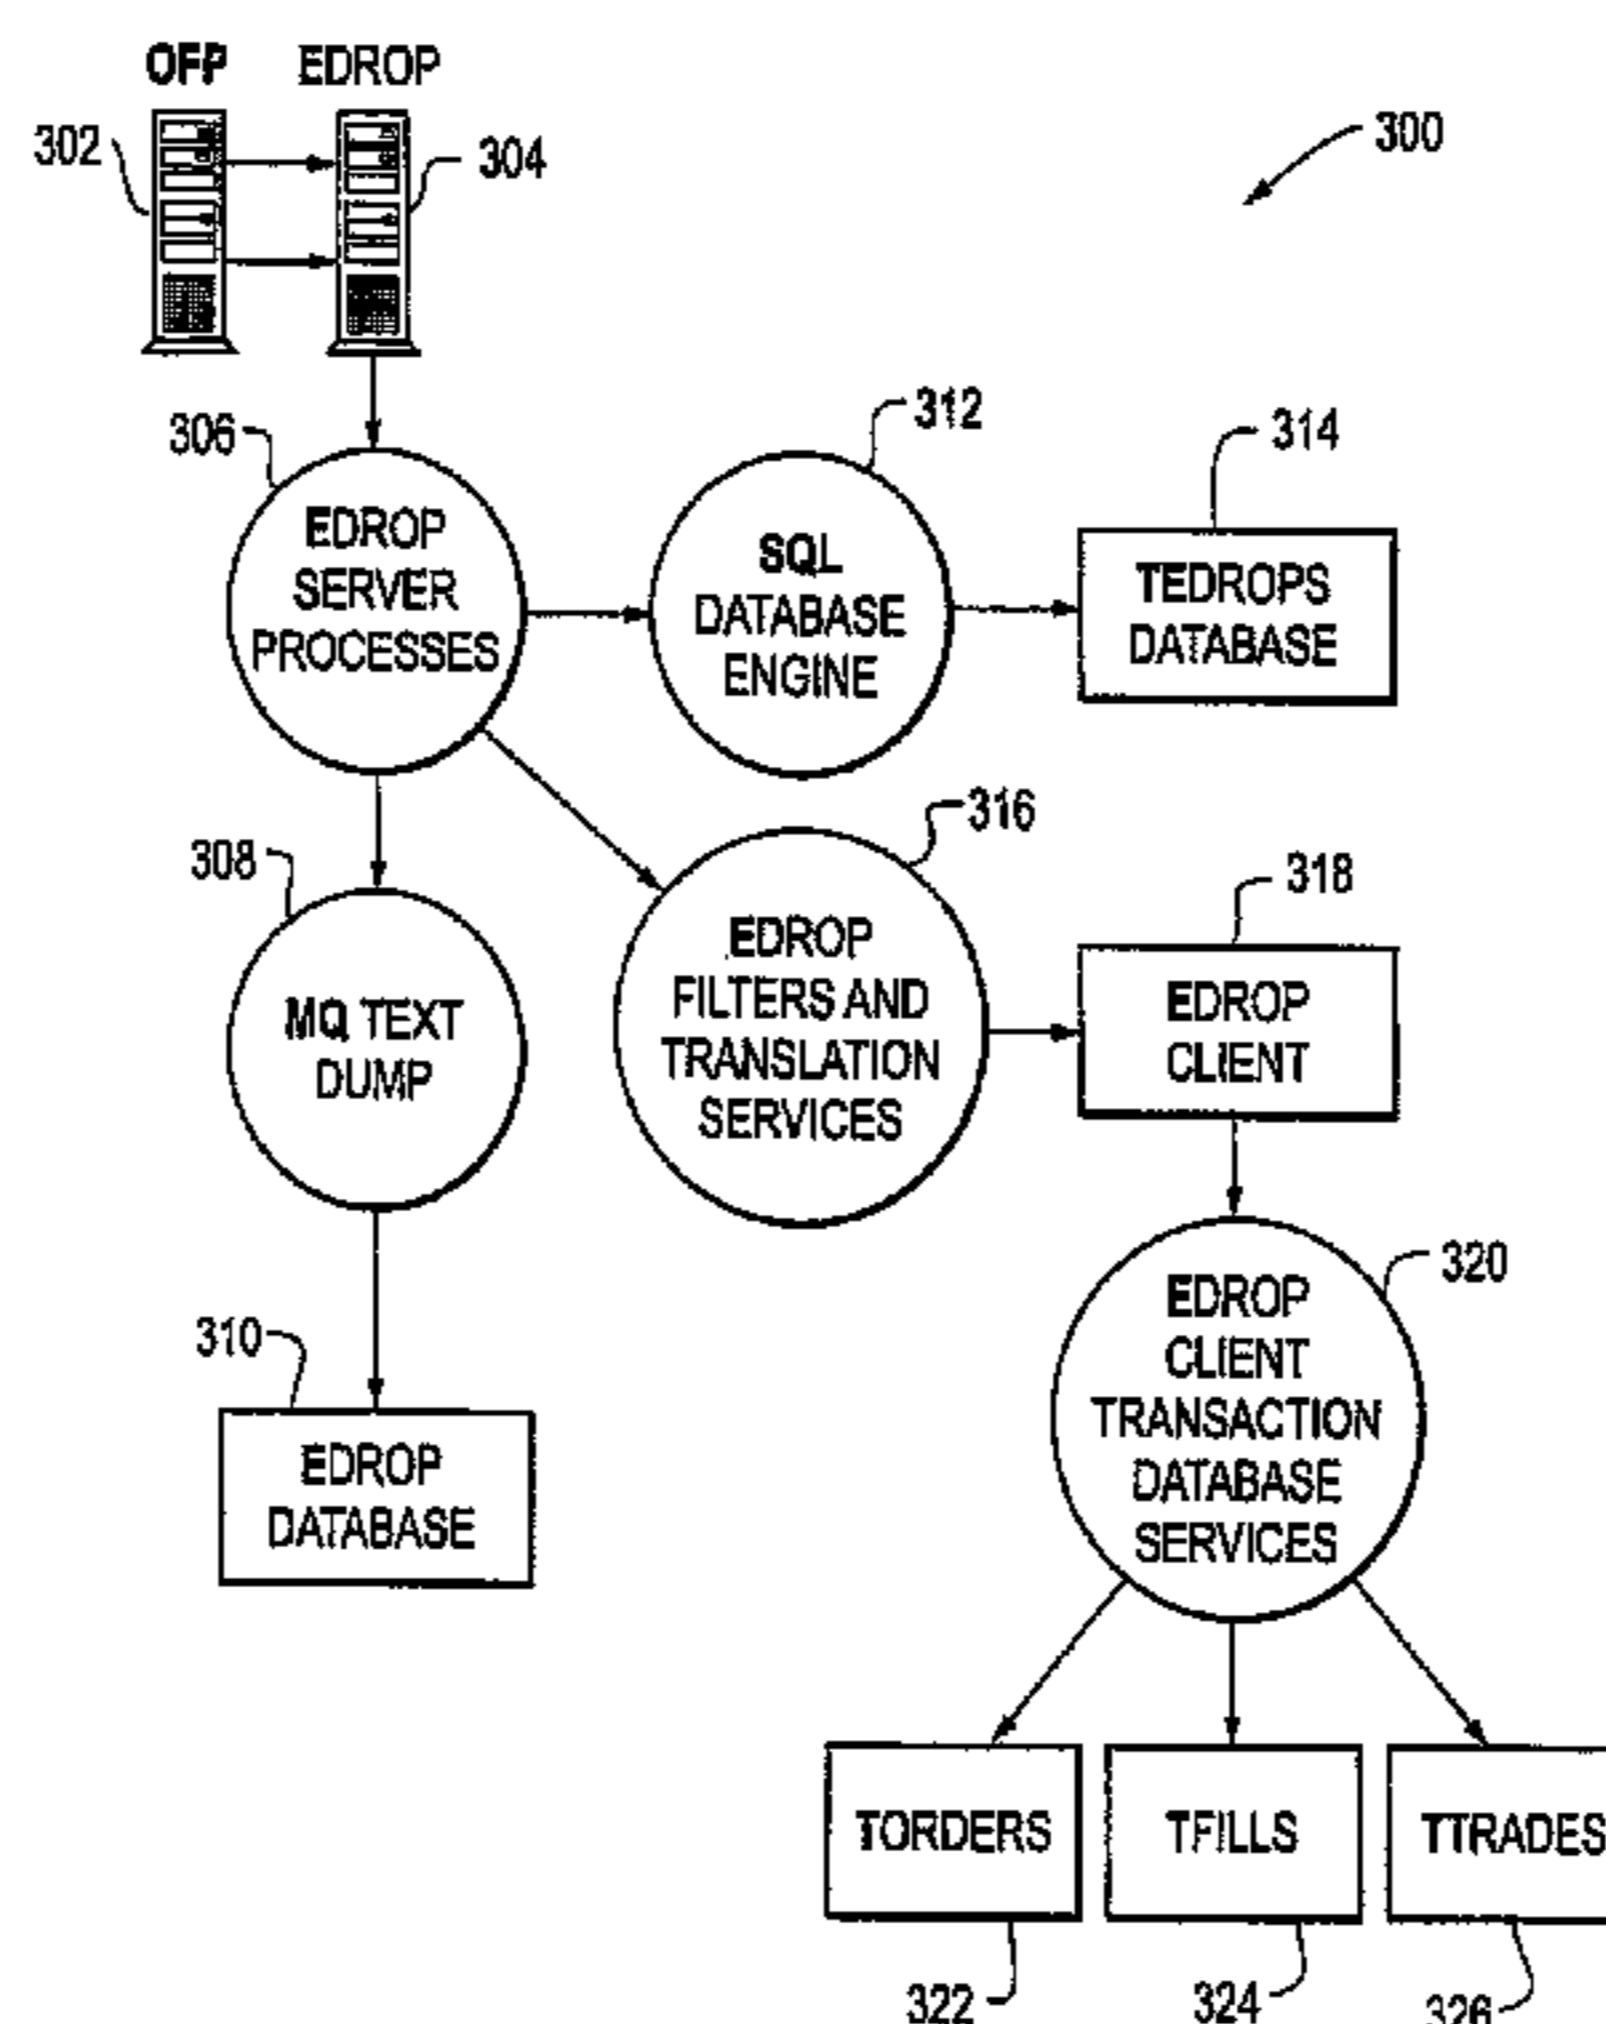 OFP EDROP
302
304
300
306
312
314
EDROP
SERVER
PROCESSES
SQL
DATABASE
ENGINE
TEDROPS
DATABASE
308
316
318
MQ TEXT
DUMP
EDROP
FILTERS AND
TRANSLATION
SERVICES
EDROP
CLIENT
310
320
EDROP
DATABASE
EDROP
CLIENT
TRANSACTION
DATABASE
SERVICES
TORDERS
TFILLS
TTRADES
322
324
326